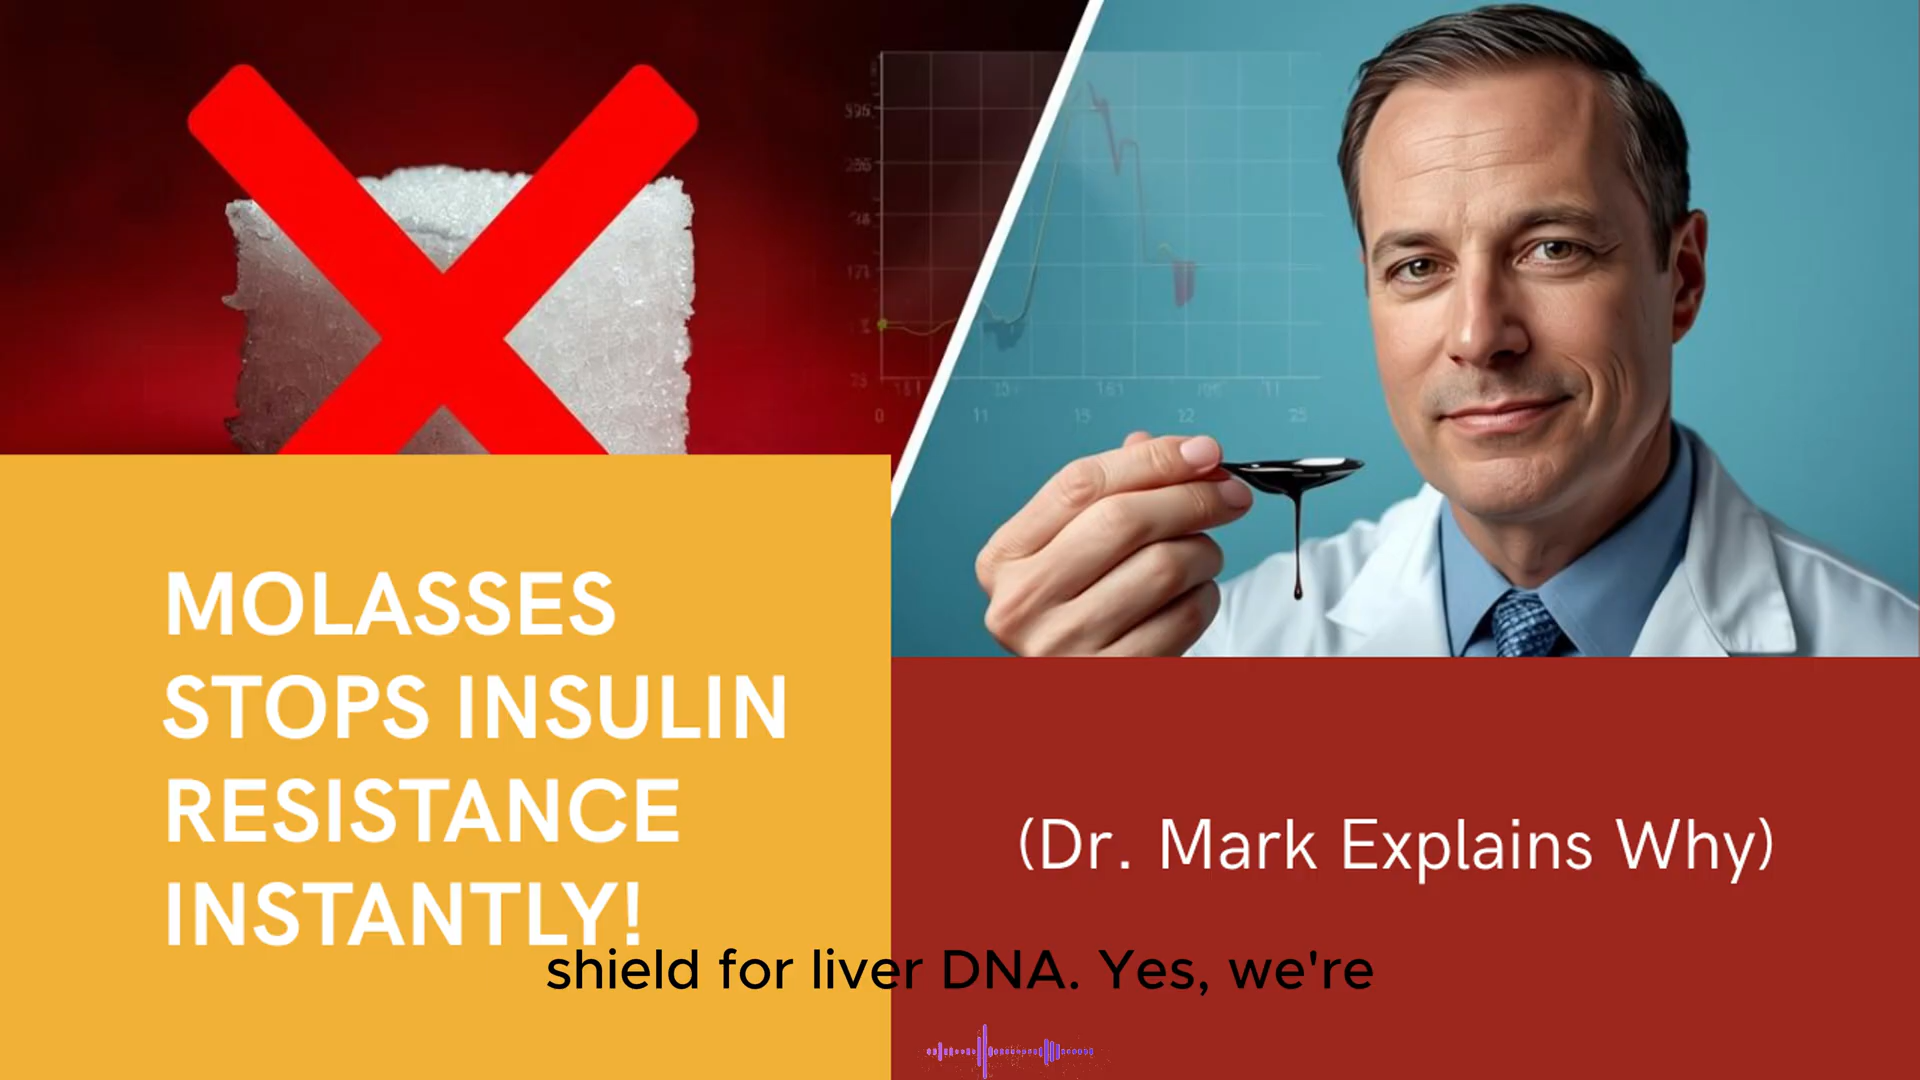 MOLASSES
STOPS INSULIN
RESISTANCE
INSTANTLY!
(Dr. Mark Explains Why)
shield for liver DNA. Yes, we're